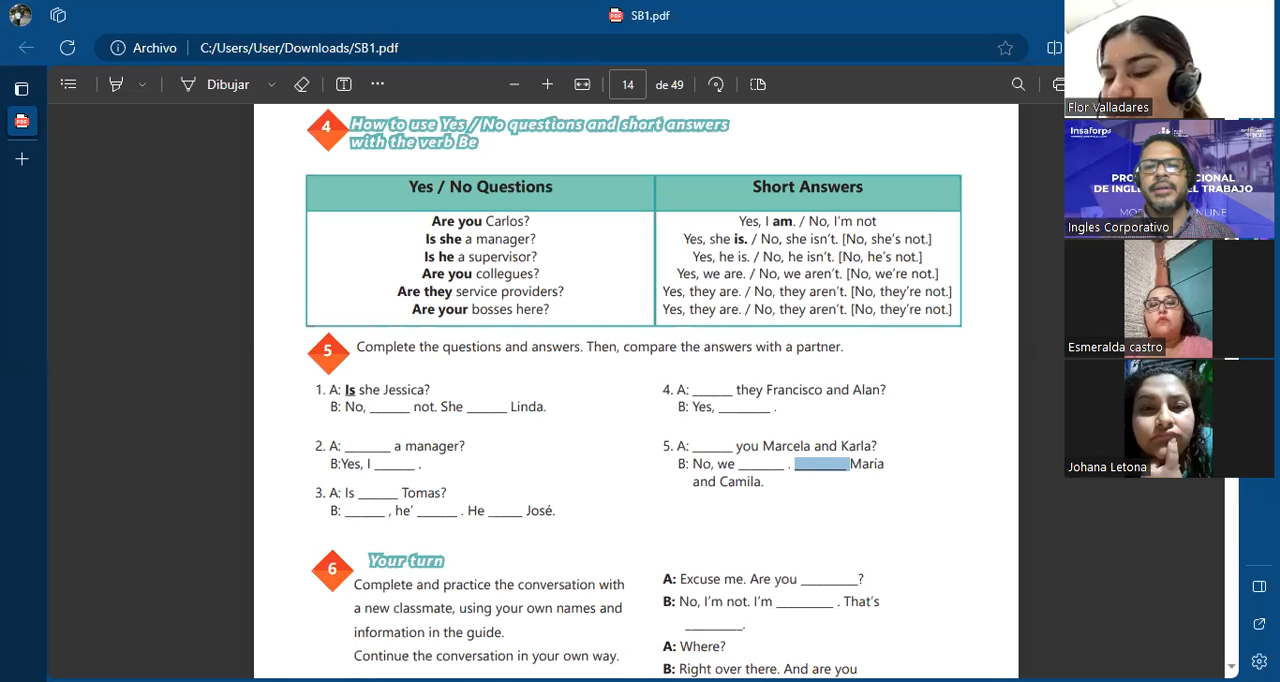 SB1.pdf
Archivo
C:/Users/User/Downloads/SB1.pdf
Dibujar
14
de 49
4
How to use Yes / No questions and short answers
with the verb Be
Yes / No Questions
Short Answers
Are you Carlos?
Yes, I am. / No, I'm not
Is she a manager?
Yes, she is. / No, she isn't. [No, she's not.]
Is he a supervisor?
Yes, he is. / No, he isn't. [No, he's not.]
Are you collegues?
Yes, we are. / No, we aren't. [No, we're not.]
Are they service providers?
Yes, they are. / No, they aren't. [No, they're not.]
Are your bosses here?
Yes, they are. / No, they aren't. [No, they're not.]
5
Complete the questions and answers. Then, compare the answers with a partner.
1. A: Is she Jessica?
B: No, ______ not. She ______ Linda.
2. A: _______ a manager?
B:Yes, I ______ .
3. A: Is ______ Tomas?
B: ______ , he' ______ . He _____ José.
4. A: ______ they Francisco and Alan?
B: Yes, ________ .
5. A: ______ you Marcela and Karla?
B: No, we _______ . ________ Maria
and Camila.
6
Your turn
Complete and practice the conversation with
a new classmate, using your own names and
information in the guide.
Continue the conversation in your own way.
A: Excuse me. Are you _________?
B: No, I'm not. I'm _________ . That's
_________.
A: Where?
B: Right over there. And are you
Flor Valladares
Insaforp
DE INGL
EL TRABAJO
Ingles Corporativo
Esmeralda castro
Johana Letona